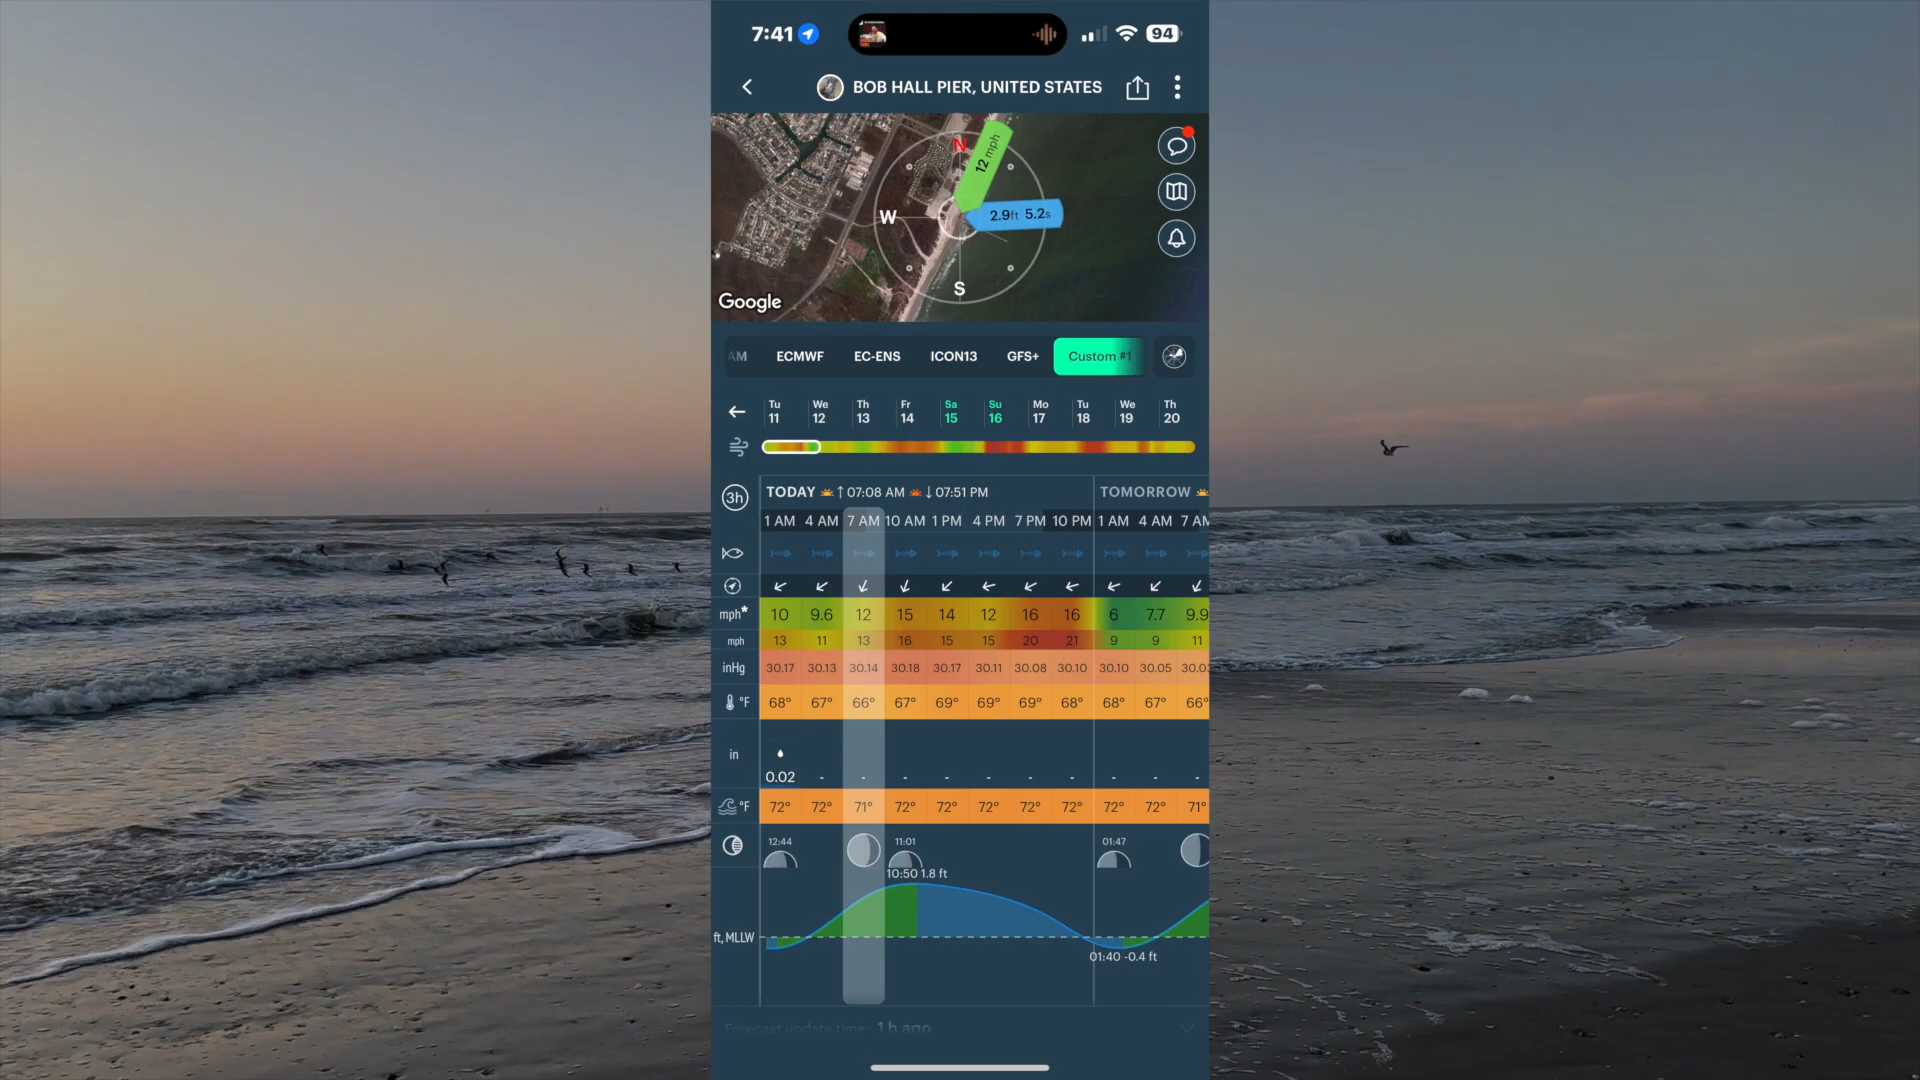 7:41
94
BOB HALL PIER, UNITED STATES
N
12 mph
W
2.9ft 5.2s
S
Google
AM ECMWF EC-ENS ICON13 GFS+ Custom #1
Tu We Th Fr Sa Su Mo Tu We Th
11 12 13 14 15 16 17 18 19 20
3h
TODAY ↑ 07:08 AM ↓ 07:51 PM TOMORROW
1 AM 4 AM 7 AM 10 AM 1 PM 4 PM 7 PM 10 PM 1 AM 4 AM 7 AM
mph* 10 9.6 12 15 14 12 16 16 6 7.7 9.9
mph 13 11 13 16 15 15 20 21 9 9 11
inHg 30.17 30.13 30.14 30.18 30.17 30.11 30.08 30.10 30.10 30.05 30.03
°F 68° 67° 66° 67° 69° 69° 69° 68° 68° 67° 66°
in
0.02 - - - - - - - - - -
°F 72° 72° 71° 72° 72° 72° 72° 72° 72° 72° 71°
12:44 11:01 01:47
10:50 1.8 ft
ft, MLLW
01:40 -0.4 ft
Forecast update time: 1 h ago